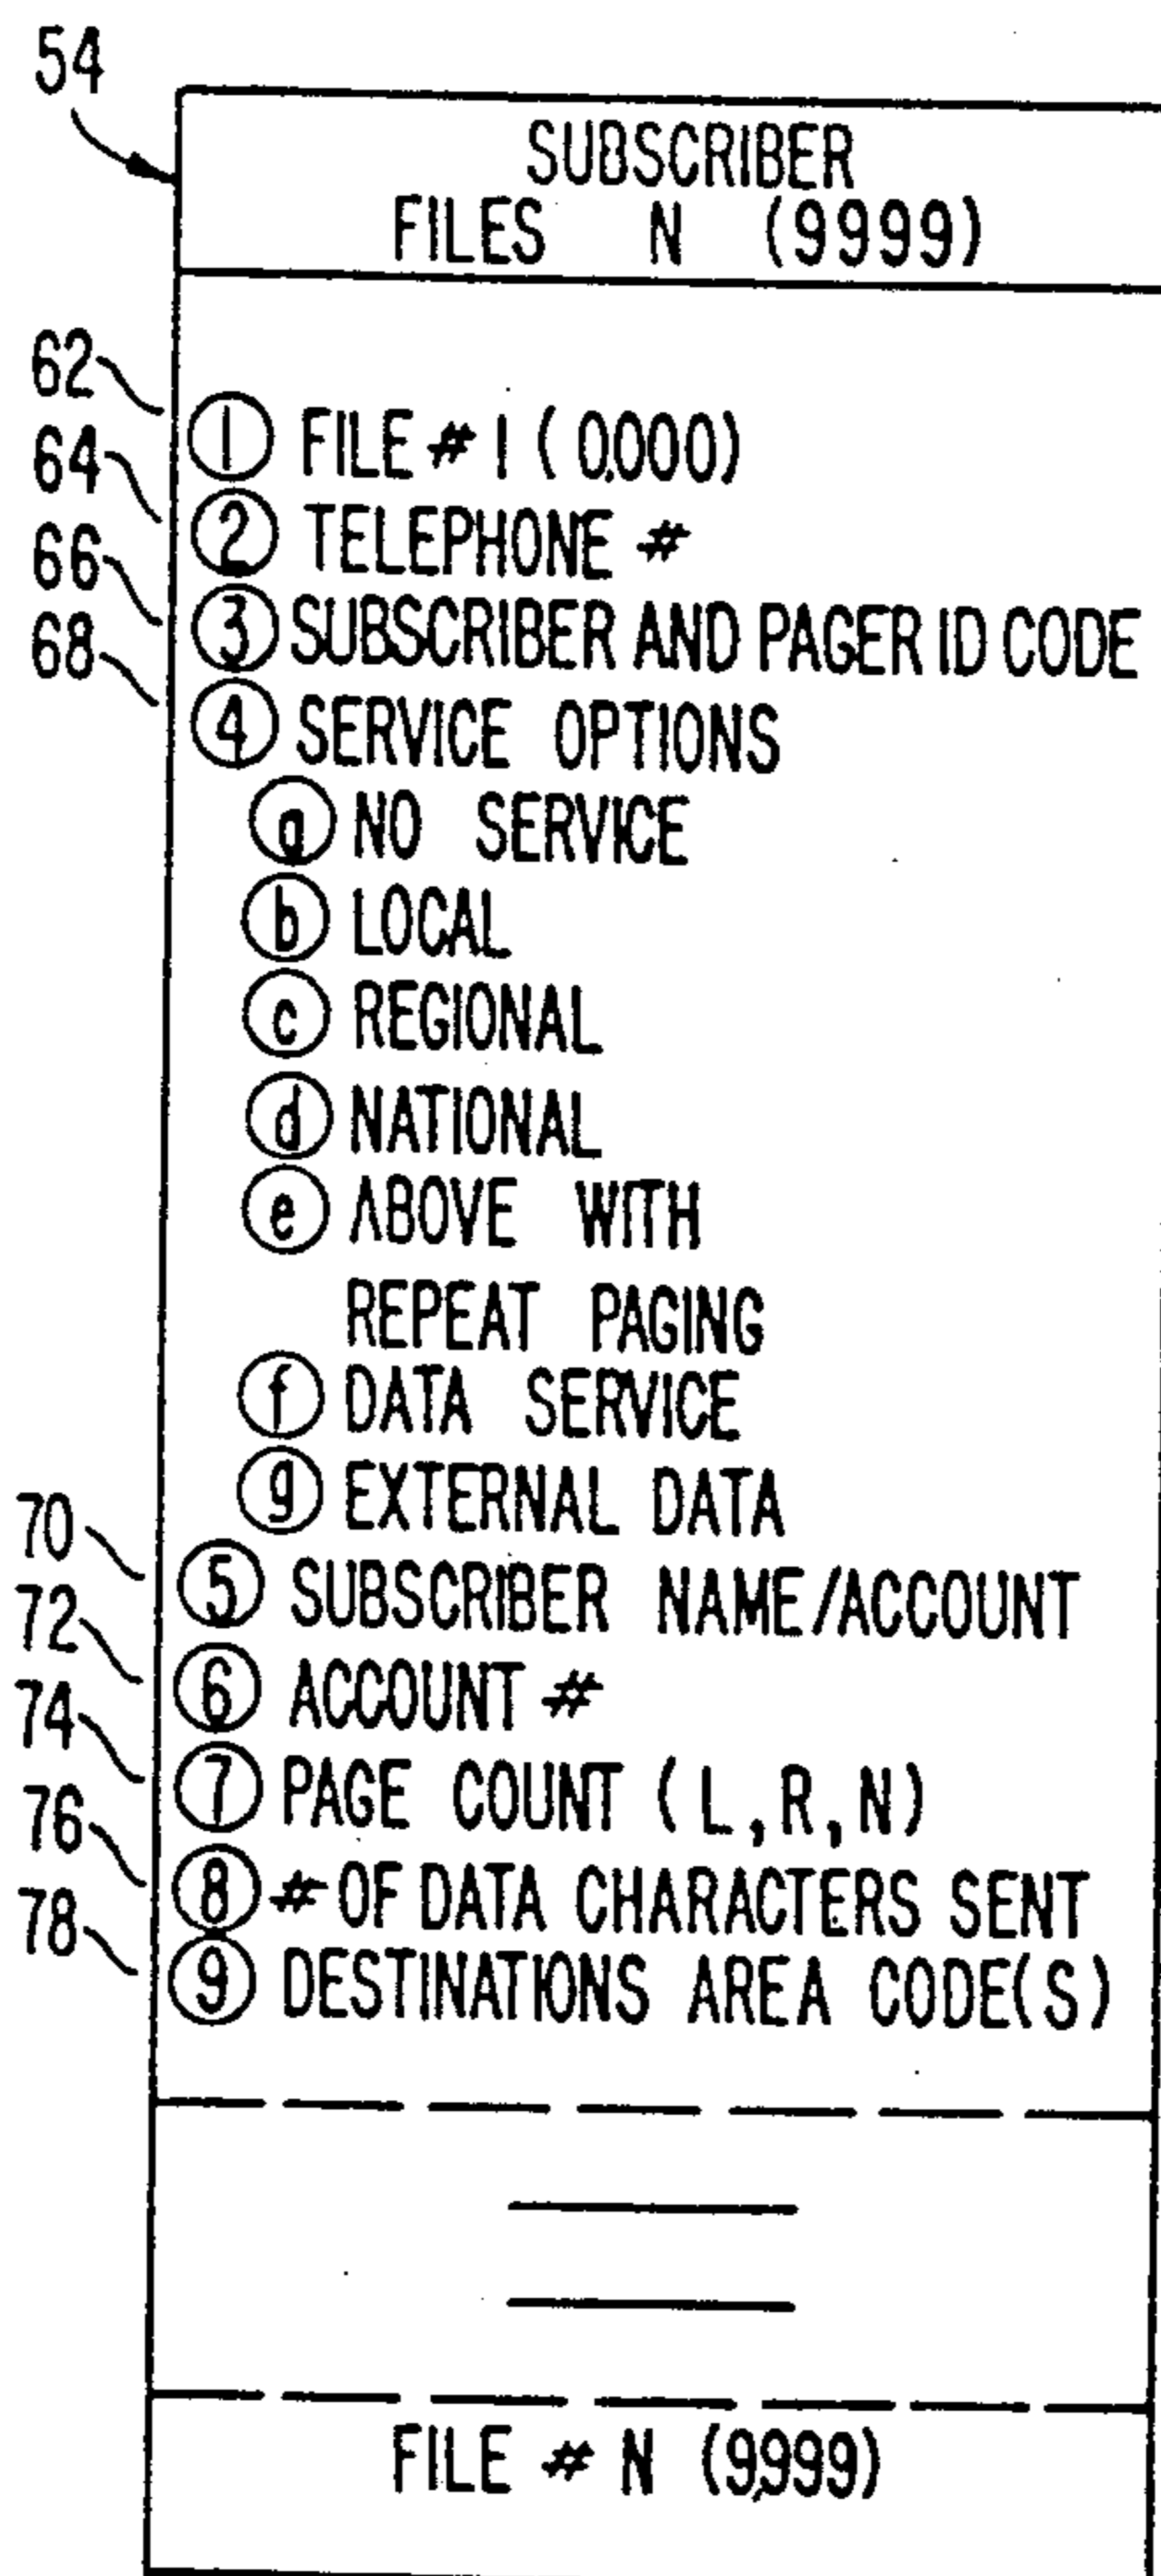 54
SUBSCRIBER
FILES N (9999)
62 ① FILE # 1 (0,000)
64 ② TELEPHONE #
66 ③ SUBSCRIBER AND PAGER ID CODE
68 ④ SERVICE OPTIONS
ⓐ NO SERVICE
ⓑ LOCAL
ⓒ REGIONAL
ⓓ NATIONAL
ⓔ ABOVE WITH
REPEAT PAGING
ⓕ DATA SERVICE
ⓖ EXTERNAL DATA
70 ⑤ SUBSCRIBER NAME/ACCOUNT
72 ⑥ ACCOUNT #
74 ⑦ PAGE COUNT (L,R,N)
76 ⑧ # OF DATA CHARACTERS SENT
78 ⑨ DESTINATIONS AREA CODE(S)
FILE # N (9,999)